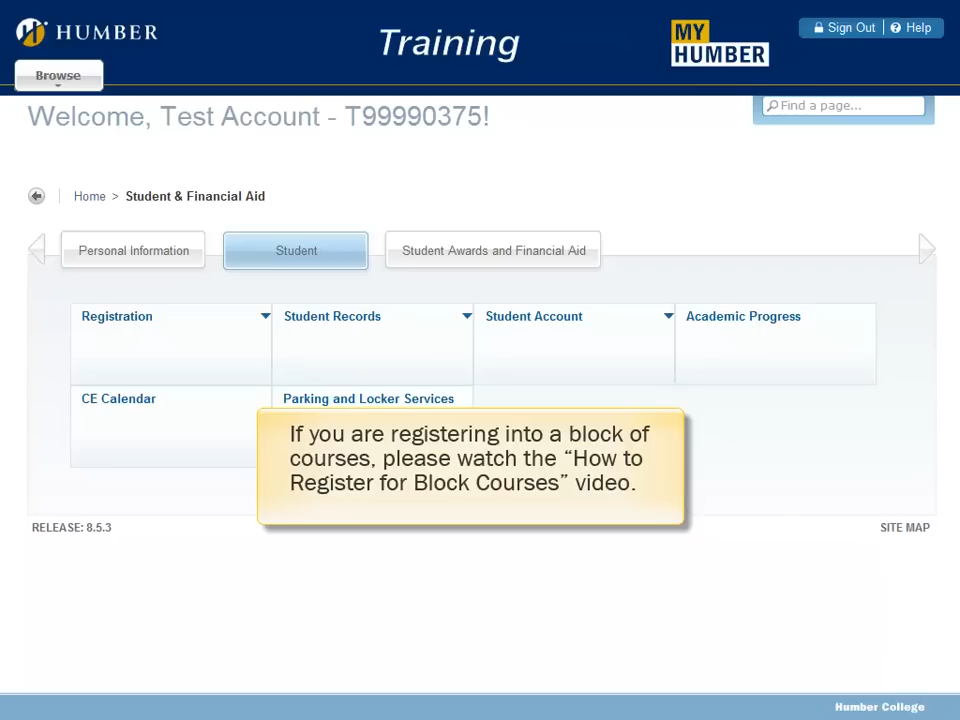 HUMBER
Training
MY
HUMBER
Sign Out
Help
Browse
Welcome, Test Account - T99990375!
Find a page...
Home > Student & Financial Aid
Personal Information
Student
Student Awards and Financial Aid
Registration
Student Records
Student Account
Academic Progress
CE Calendar
Parking and Locker Services
If you are registering into a block of
courses, please watch the “How to
Register for Block Courses” video.
RELEASE: 8.5.3
SITE MAP
Humber College